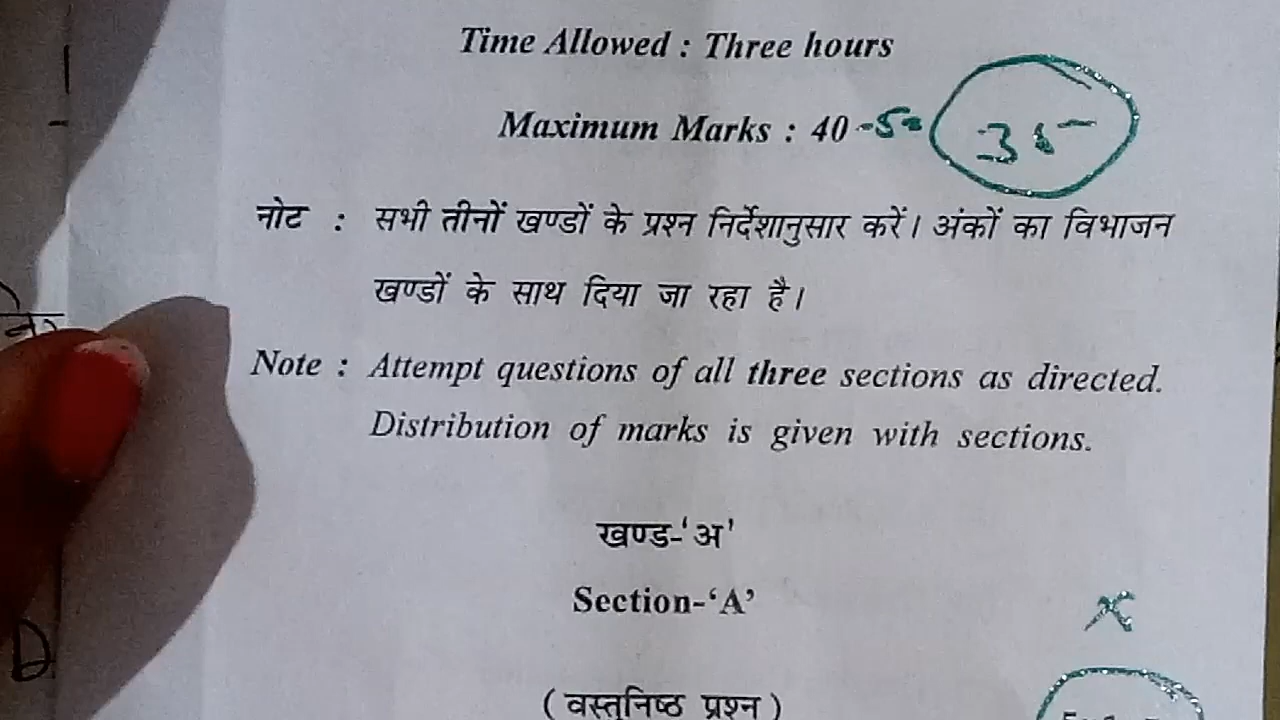 Time Allowed : Three hours
Maximum Marks : 40 -5= 35
नोट : सभी तीनों खण्डों के प्रश्न निर्देशानुसार करें। अंकों का विभाजन
खण्डों के साथ दिया जा रहा है।
Note : Attempt questions of all three sections as directed.
Distribution of marks is given with sections.
खण्ड-'अ'
Section-‘A’
x
(वस्तुनिष्ठ प्रश्न)
D